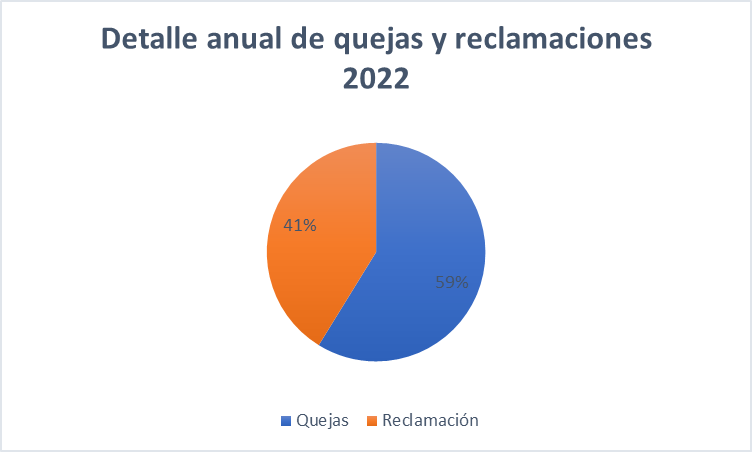 Detalle anual de quejas y reclamaciones
2022
41%
59%
Quejas
Reclamación